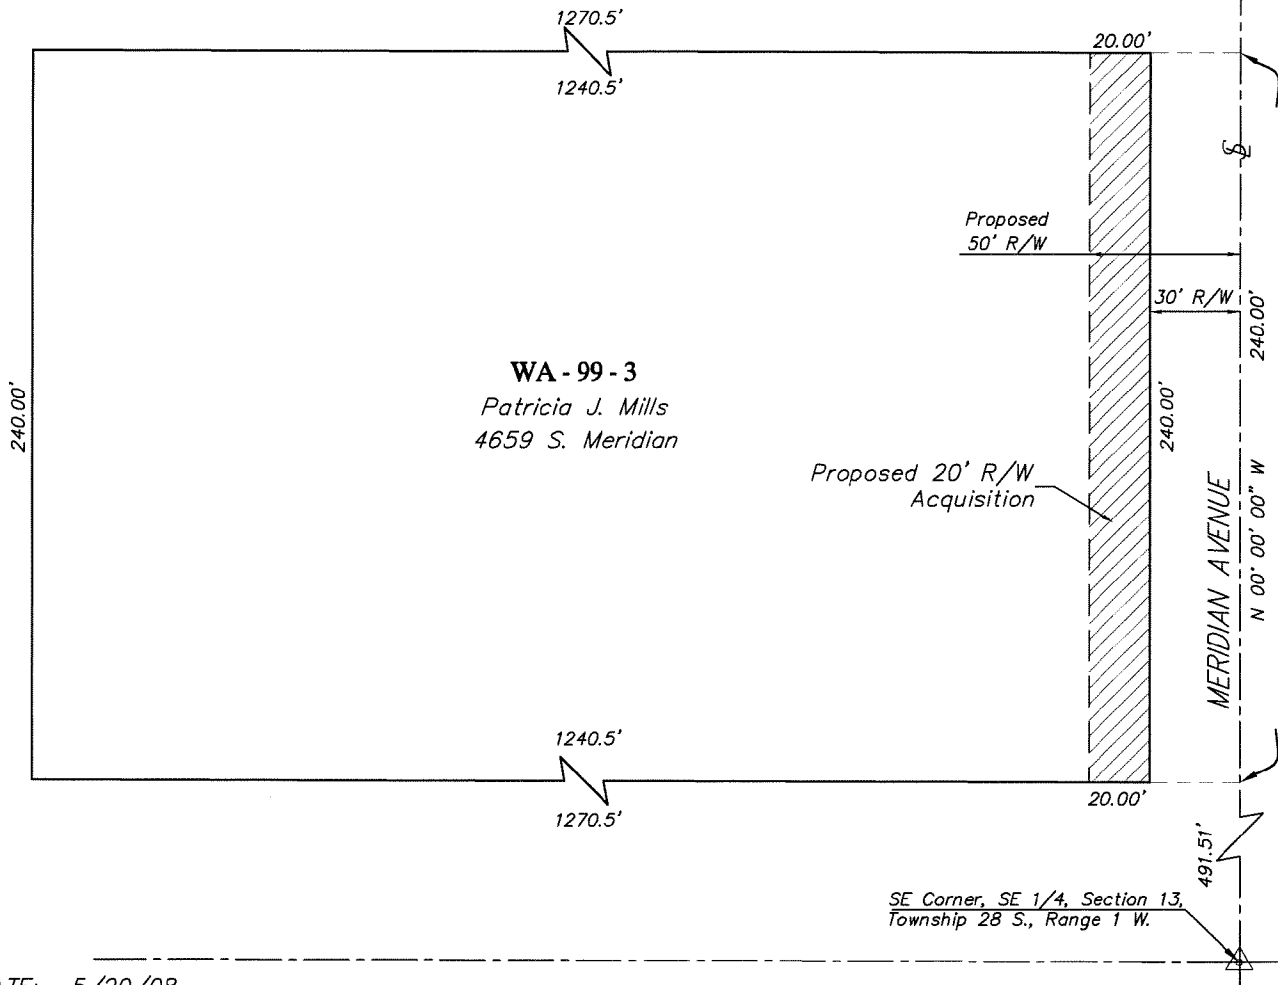 1270.5'
20.00'
1240.5'
Proposed
50' R/W
30' R/W
240.00'
WA - 99 - 3
Patricia J. Mills
4659 S. Meridian
240.00'
240.00'
Proposed 20' R/W
Acquisition
MERIDIAN AVENUE
N 00° 00' 00" W
1240.5'
20.00'
1270.5'
491.51'
SE Corner, SE 1/4, Section 13,
Township 28 S., Range 1 W.